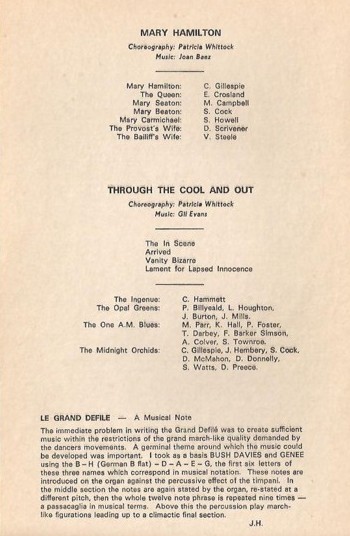 MARY HAMILTON
Choreography: Patricia Whittock
Music: Joan Baez
Mary Hamilton: C. Gillespie
The Queen: E. Crosland
Mary Seaton: M. Campbell
Mary Beaton: S. Cock
Mary Carmichael: S. Howell
The Provost's Wife: D. Scrivener
The Bailiff's Wife: V. Steele
THROUGH THE COOL AND OUT
Choreography: Patricia Whittock
Music: Gil Evans
The In Scene
Arrived
Vanity Bizarre
Lament for Lapsed Innocence
The Ingenue: C. Hammett
The Opal Greens: P. Billyeald, L. Houghton,
J. Burton, J. Mills.
The One A.M. Blues: M. Parr, K. Hall, P. Foster,
T. Darbey, F. Barker Simson,
A. Colver, S. Townroe.
The Midnight Orchids: C. Gillespie, J. Hembery, S. Cock,
D. McMahon, D. Donnelly,
S. Watts, D. Preece.
LE GRAND DEFILE — A Musical Note
The immediate problem in writing the Grand Defilé was to create sufficient
music within the restrictions of the grand march-like quality demanded by
the dancers movements. A germinal theme around which the music could
be developed was important. I took as a basis BUSH DAVIES and GENEE
using the B – H (German B flat) – D – A – E – G, the first six letters of
these three names which correspond in musical notation. These notes are
introduced on the organ against the percussive effect of the timpani. In
the middle section the notes are again stated by the organ, re-stated at a
different pitch, then the whole twelve note phrase is repeated nine times —
a passacaglia in musical terms. Above this the percussion play march-
like figurations leading up to a climactic final section.
J.H.